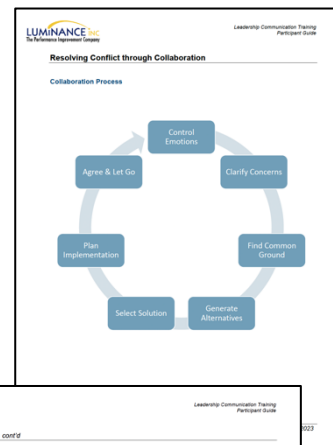 LUMINANCE INC
The Performance Improvement Company
Leadership Communication Training
Participant Guide
Resolving Conflict through Collaboration
Collaboration Process
Control
Emotions
Agree & Let Go
Clarify Concerns
Plan
Implementation
Find Common
Ground
Select Solution
Generate
Alternatives
Leadership Communication Training
Participant Guide
cont'd
2023